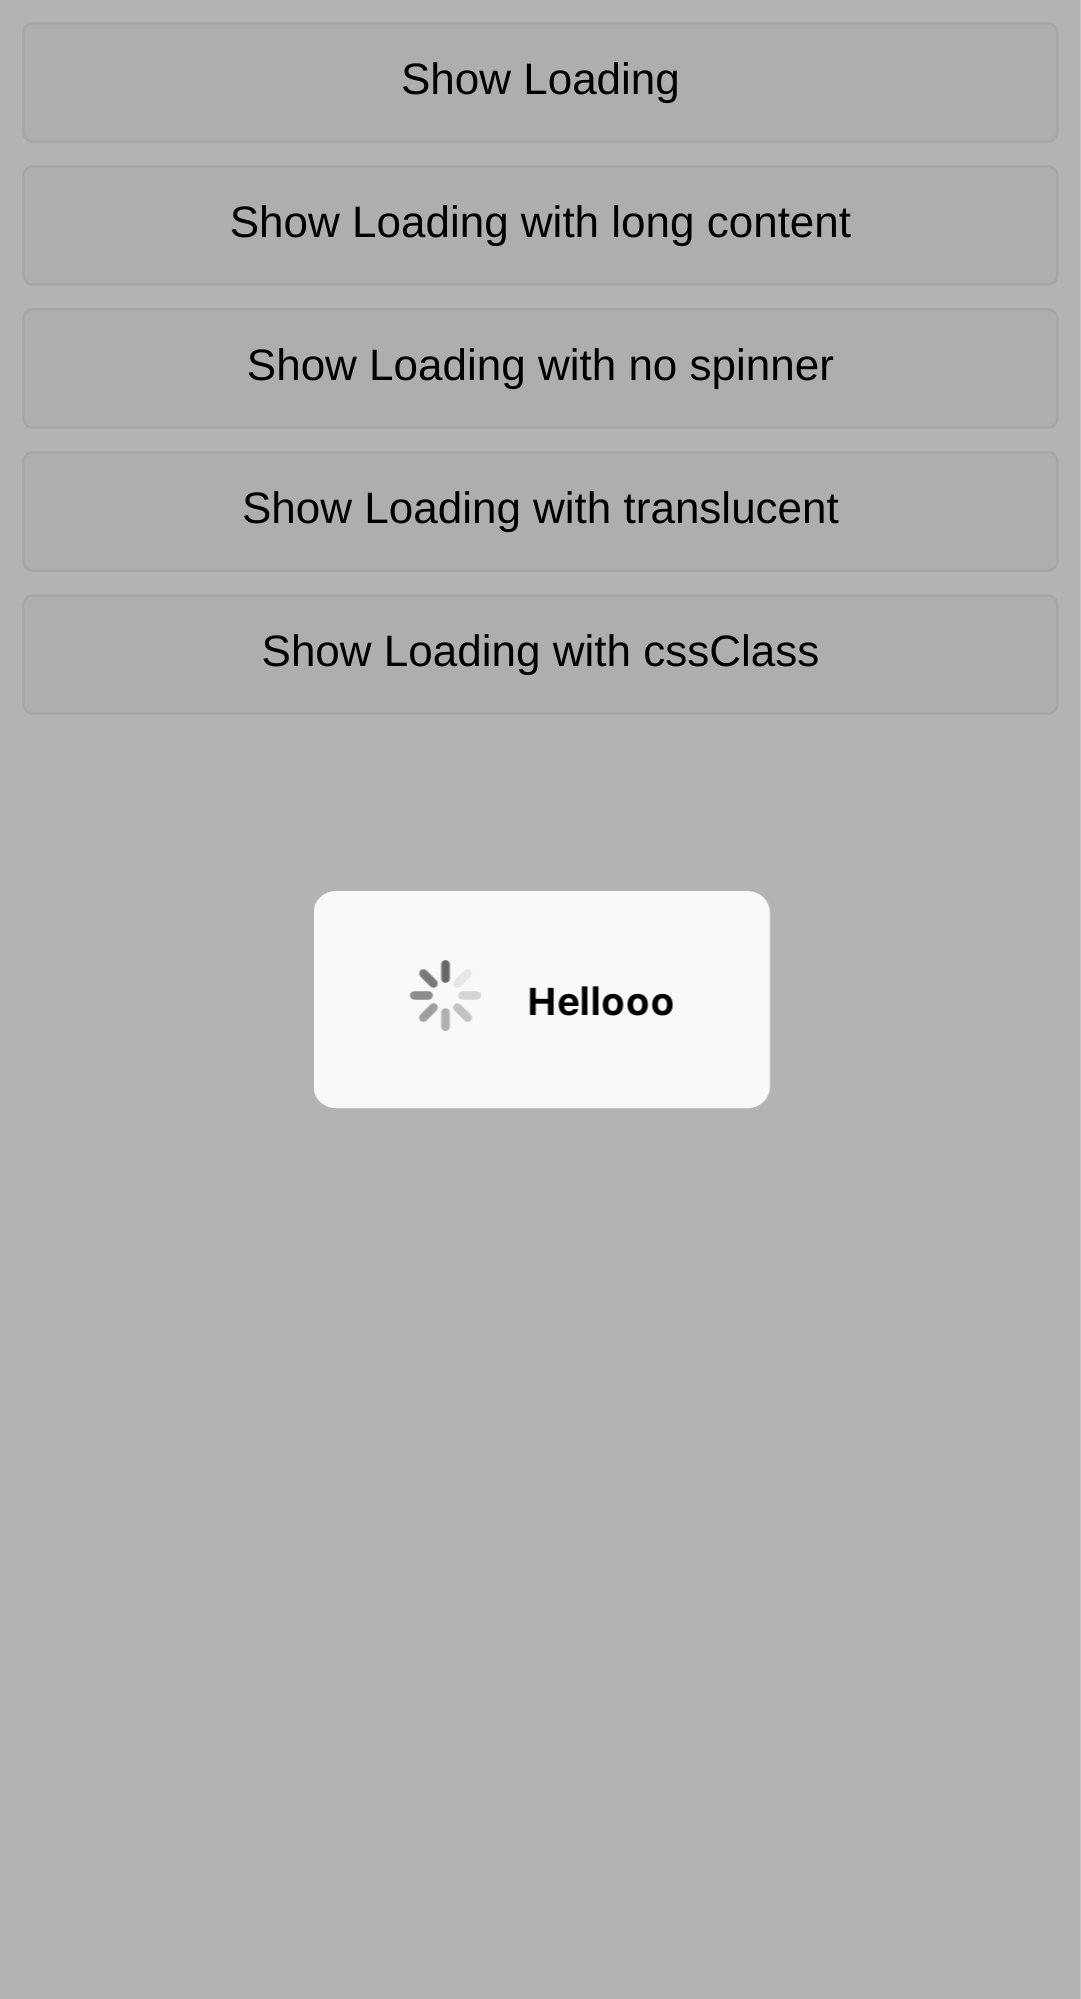 Show Loading
Show Loading with long content
Show Loading with no spinner
Show Loading with translucent
Show Loading with cssClass
Hellooo